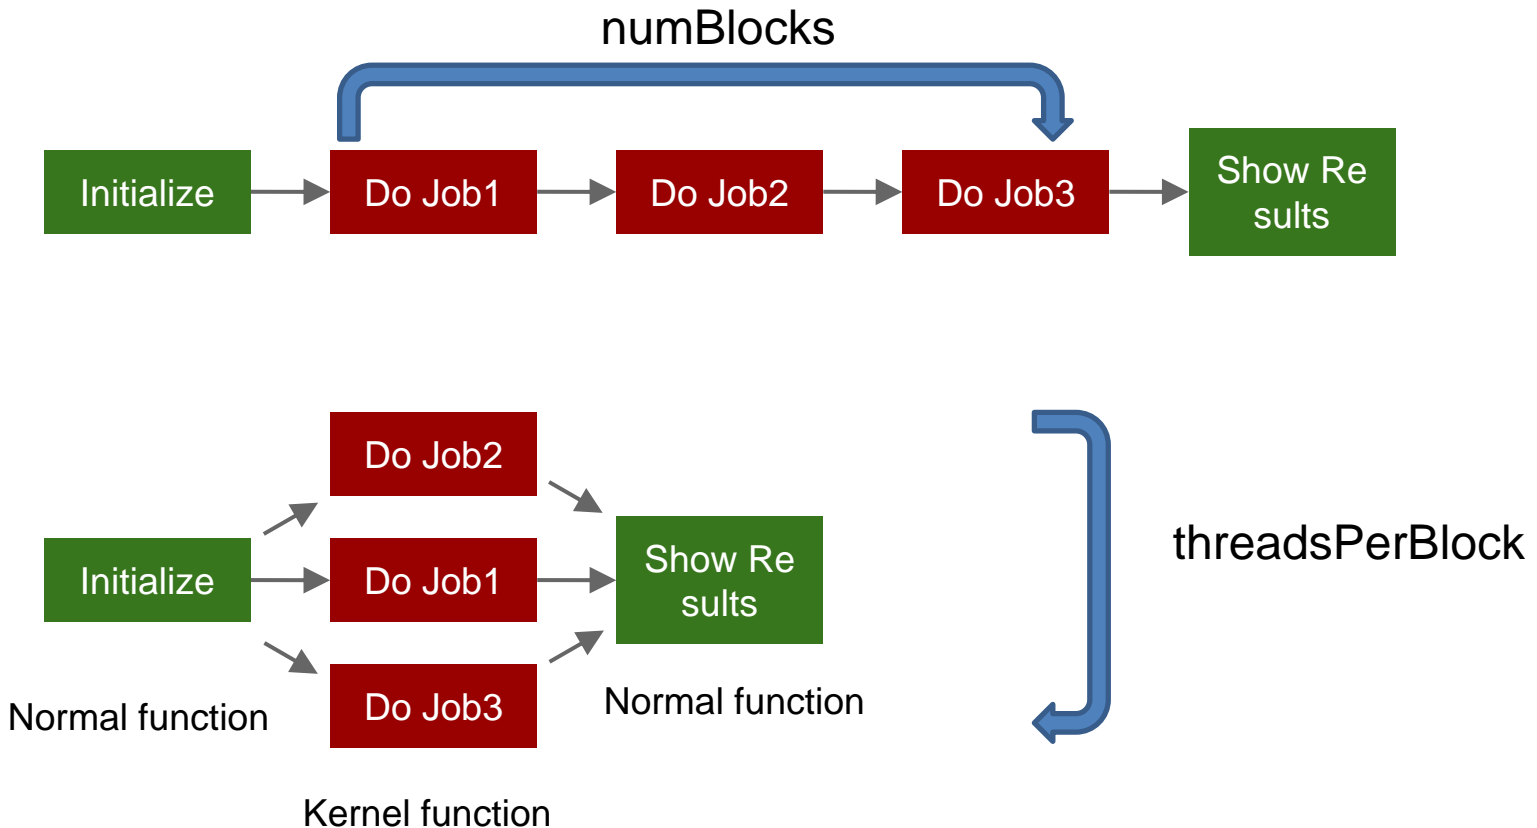 numBlocks
Initialize
Do Job1
Do Job2
Do Job3
Show Re
sults
Do Job2
Initialize
Do Job1
Show Re
sults
threadsPerBlock
Do Job3
Normal function
Normal function
Kernel function